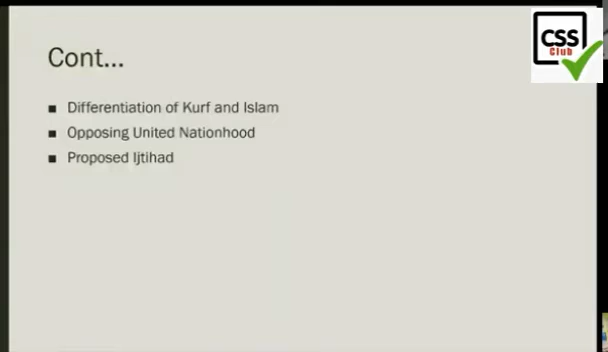 Cont...
CSS
Club
Differentiation of Kurf and Islam
Opposing United Nationhood
Proposed Ijtihad